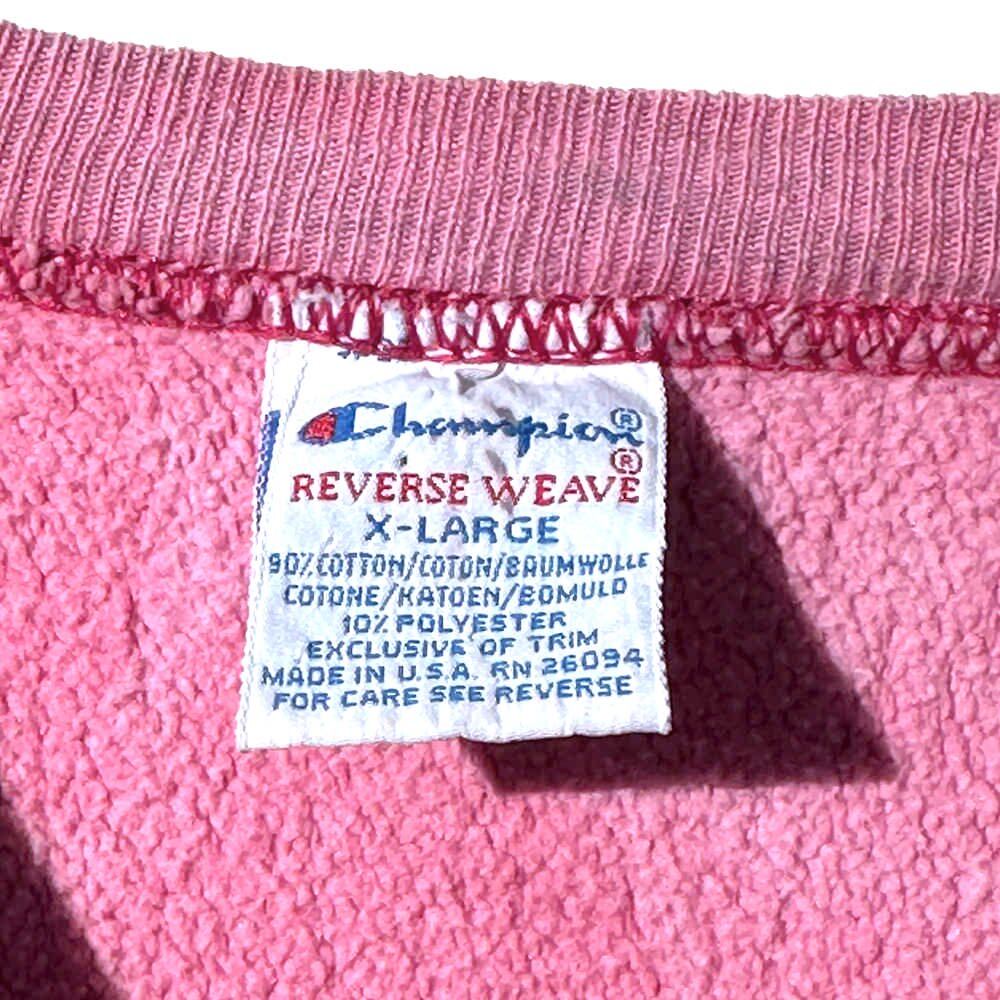 Champion®
REVERSE WEAVE®
X-LARGE
90% COTTON/COTON/BAUMWOLLE
COTONE/KATOEN/BOMULD
10% POLYESTER
EXCLUSIVE OF TRIM
MADE IN U.S.A. RN 26094
FOR CARE SEE REVERSE